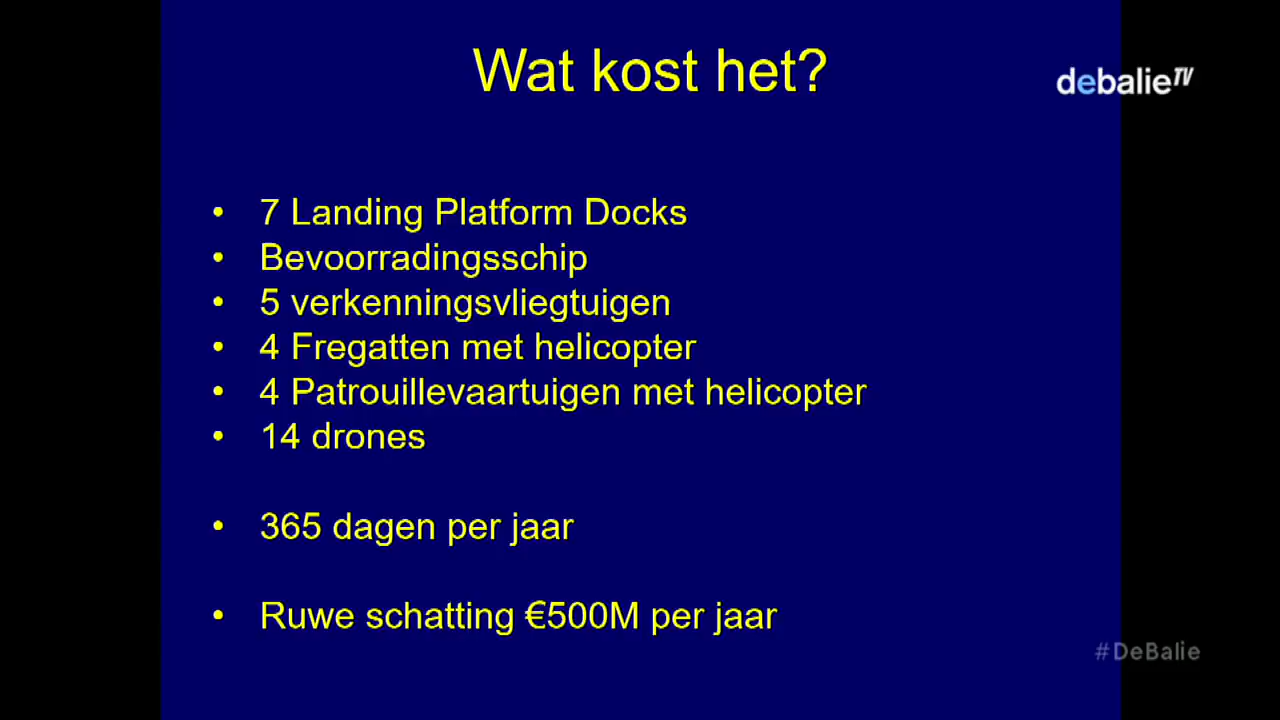 Wat kost het?
debalieTV
• 7 Landing Platform Docks
• Bevoorradingsschip
• 5 verkenningsvliegtuigen
• 4 Fregatten met helicopter
• 4 Patrouillevaartuigen met helicopter
• 14 drones
• 365 dagen per jaar
• Ruwe schatting €500M per jaar
#DeBalie